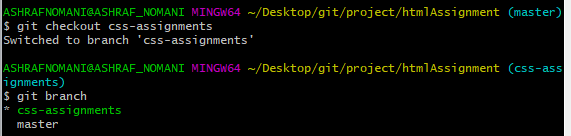 ASHRAFNOMANI@ASHRAF_NOMANI MINGW64 ~/Desktop/git/project/htmlAssignment (master)
$ git checkout css-assignments
Switched to branch 'css-assignments'

ASHRAFNOMANI@ASHRAF_NOMANI MINGW64 ~/Desktop/git/project/htmlAssignment (css-ass
ignments)
$ git branch
* css-assignments
  master